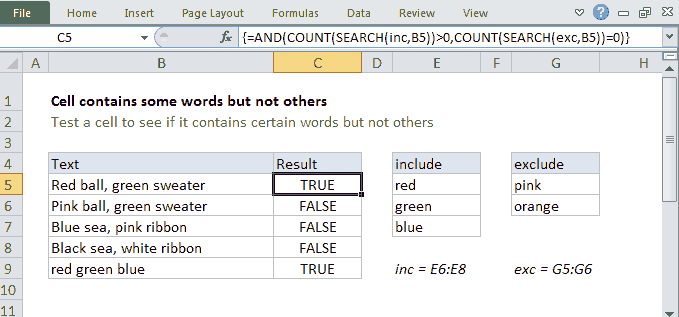 File Home Insert Page Layout Formulas Data Review View
C5 fx {=AND(COUNT(SEARCH(inc,B5))>0,COUNT(SEARCH(exc,B5))=0)}
A B C D E F G H
1 Cell contains some words but not others
2 Test a cell to see if it contains certain words but not others
3
4 Text Result include exclude
5 Red ball, green sweater TRUE red pink
6 Pink ball, green sweater FALSE green orange
7 Blue sea, pink ribbon FALSE blue
8 Black sea, white ribbon FALSE
9 red green blue TRUE inc = E6:E8 exc = G5:G6
10
11